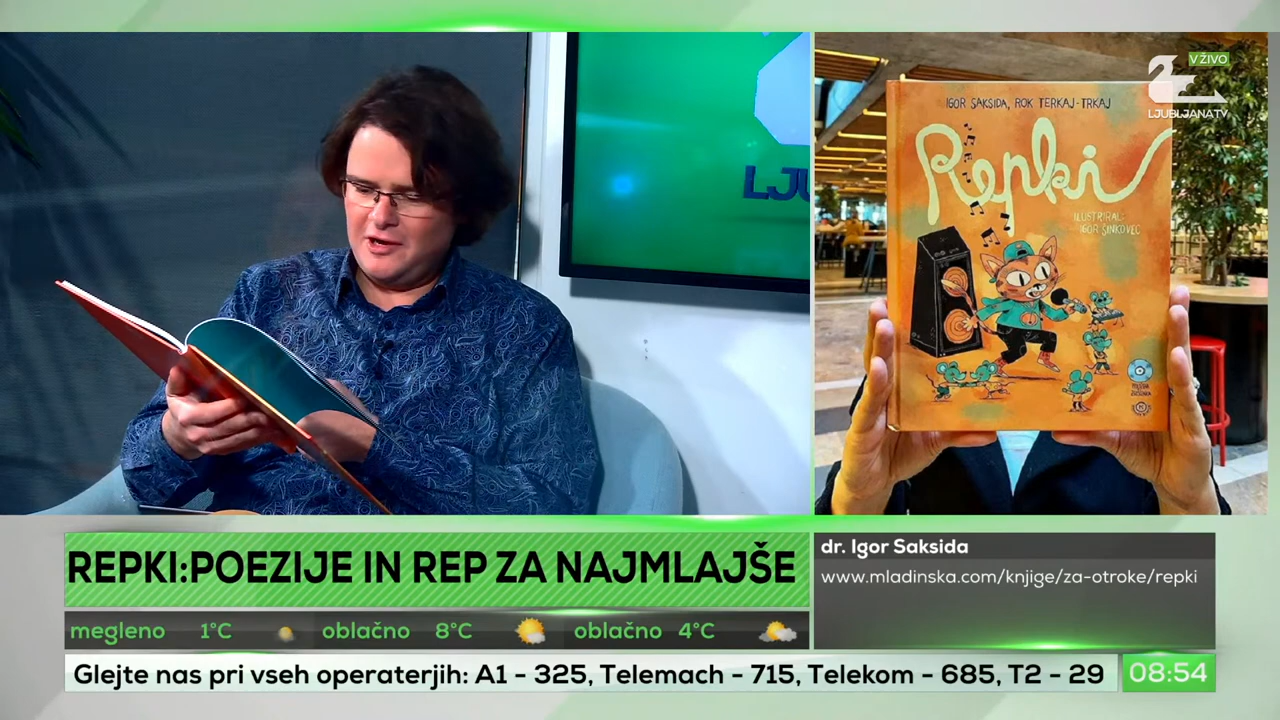 LJU
V ŽIVO
LJUBLJANATV
IGOR SAKSIDA, ROK TERKAJ-TRKAJ
Repki
ILUSTRIRAL:
IGOR ŠINKOVEC
REPKI:POEZIJE IN REP ZA NAJMLAJŠE
dr. Igor Saksida
www.mladinska.com/knjige/za-otroke/repki
megleno 1°C oblačno 8°C oblačno 4°C
Glejte nas pri vseh operaterjih: A1 - 325, Telemach - 715, Telekom - 685, T2 - 29
08:54